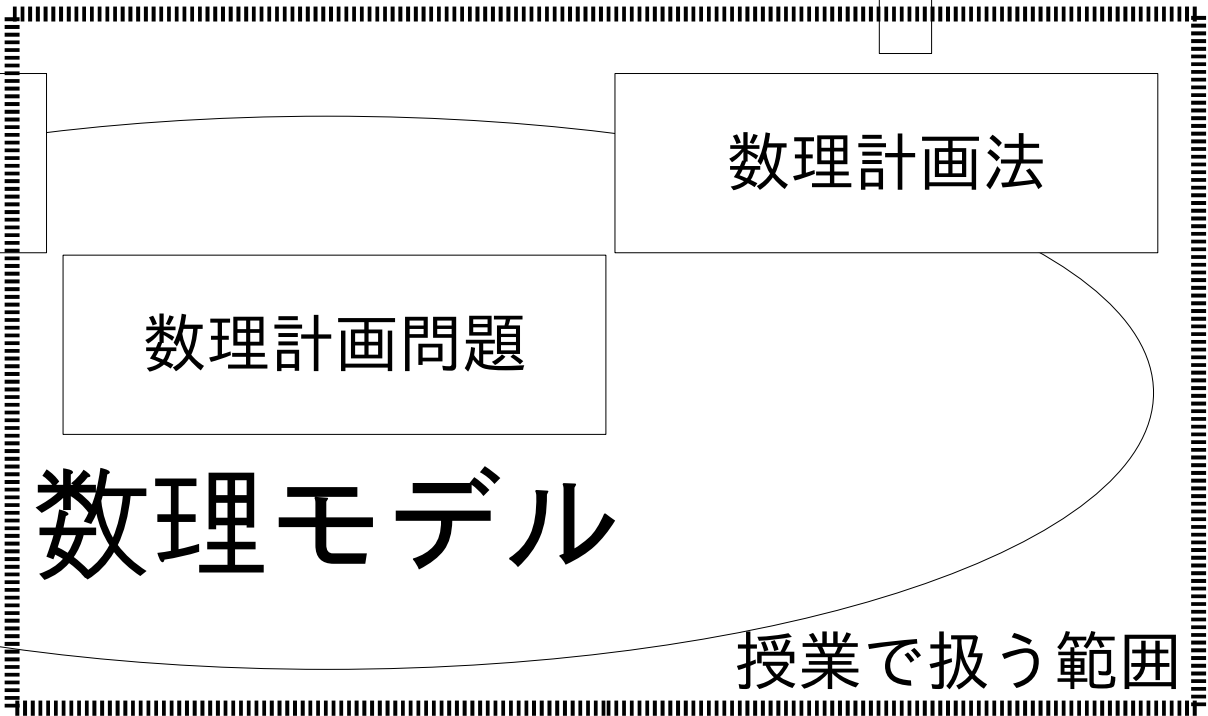 数理計画法
数理計画問題
数理モデル
授業で扱う範囲